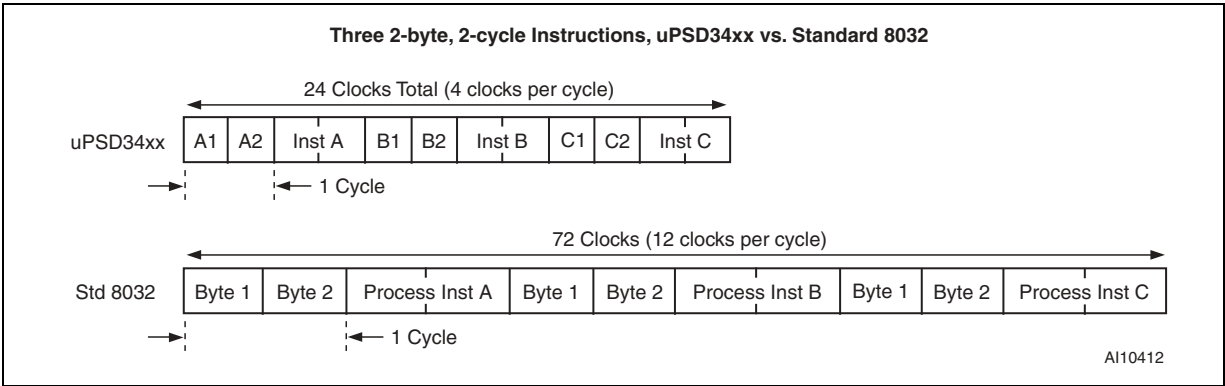 Three 2-byte, 2-cycle Instructions, uPSD34xx vs. Standard 8032
24 Clocks Total (4 clocks per cycle)
uPSD34xx A1 A2 Inst A B1 B2 Inst B C1 C2 Inst C
1 Cycle
72 Clocks (12 clocks per cycle)
Std 8032 Byte 1 Byte 2 Process Inst A Byte 1 Byte 2 Process Inst B Byte 1 Byte 2 Process Inst C
1 Cycle
AI10412